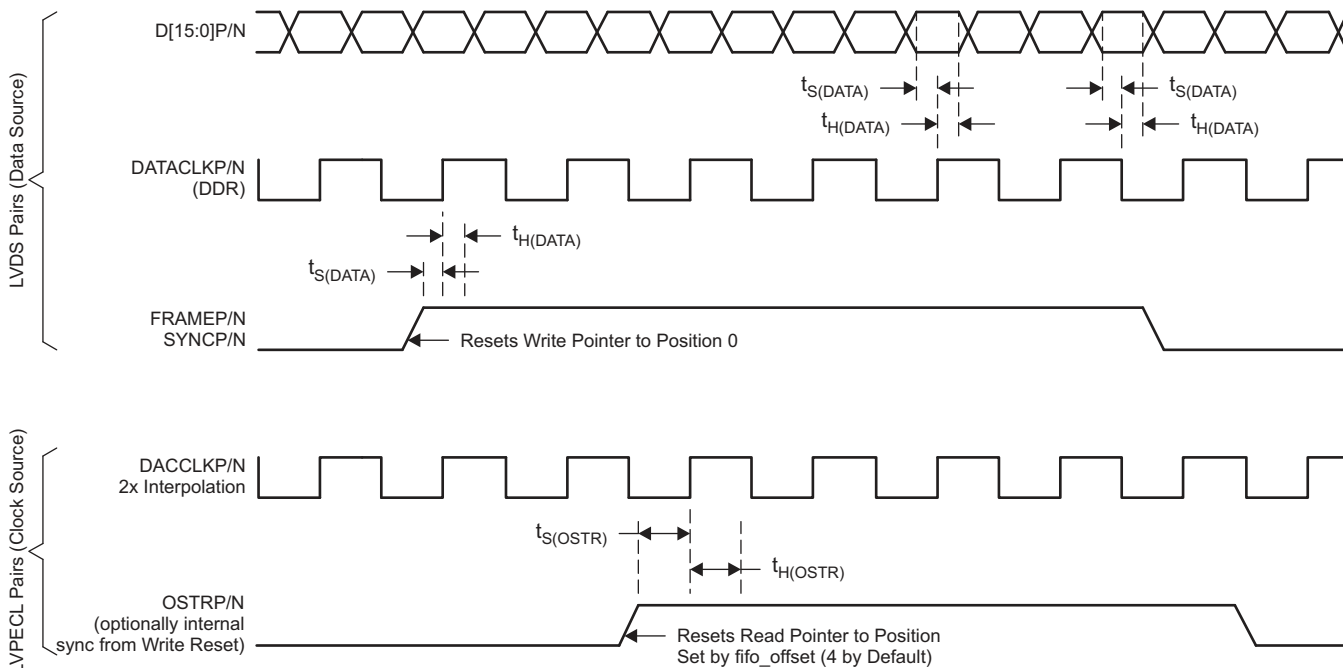 LVDS Pairs (Data Source)
D[15:0]P/N
tS(DATA)
tH(DATA)
tS(DATA)
tH(DATA)
DATACLKP/N
(DDR)
tH(DATA)
tS(DATA)
FRAMEP/N
SYNCP/N
Resets Write Pointer to Position 0
LVPECL Pairs (Clock Source)
DACCLKP/N
2x Interpolation
tS(OSTR)
tH(OSTR)
OSTRP/N
(optionally internal
sync from Write Reset)
Resets Read Pointer to Position
Set by fifo_offset (4 by Default)